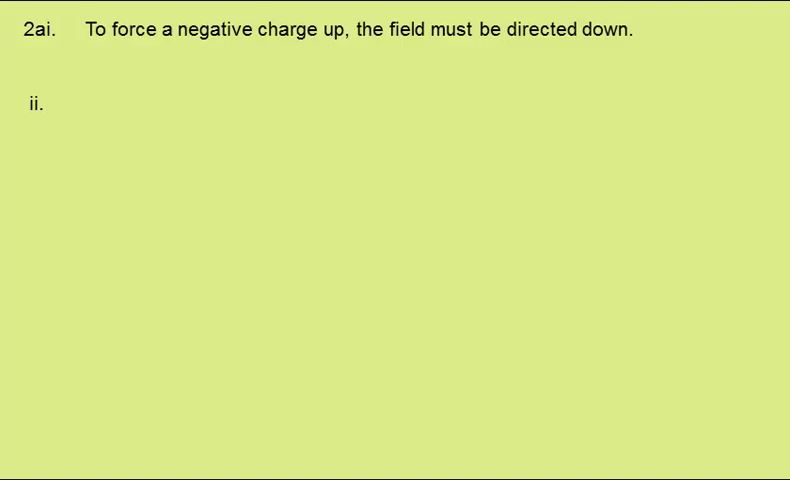 2ai. To force a negative charge up, the field must be directed down.
ii.